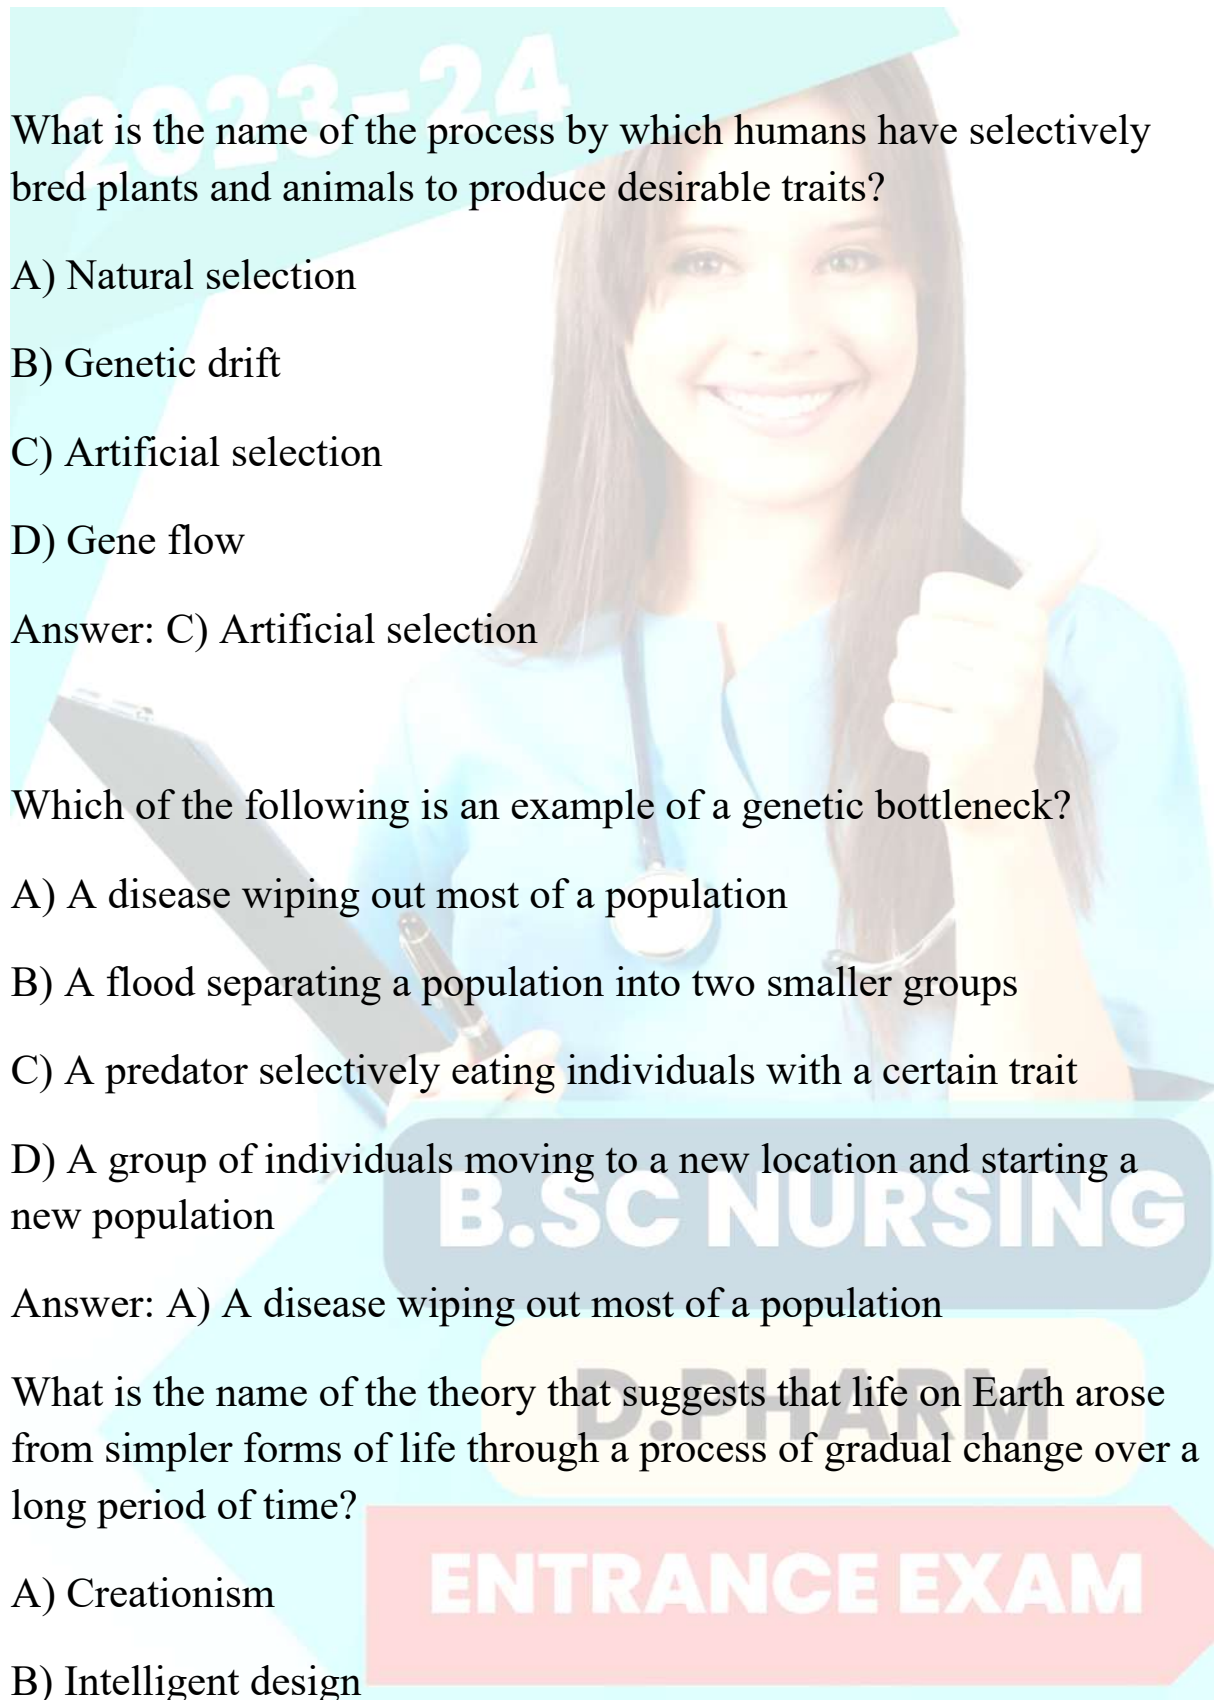 2023-24
What is the name of the process by which humans have selectively
bred plants and animals to produce desirable traits?
A) Natural selection
B) Genetic drift
C) Artificial selection
D) Gene flow
Answer: C) Artificial selection
Which of the following is an example of a genetic bottleneck?
A) A disease wiping out most of a population
B) A flood separating a population into two smaller groups
C) A predator selectively eating individuals with a certain trait
D) A group of individuals moving to a new location and starting a
new population
B.SC NURSING
Answer: A) A disease wiping out most of a population
What is the name of the theory that suggests that life on Earth arose
D.PHARM
from simpler forms of life through a process of gradual change over a
long period of time?
A) Creationism
ENTRANCE EXAM
B) Intelligent design